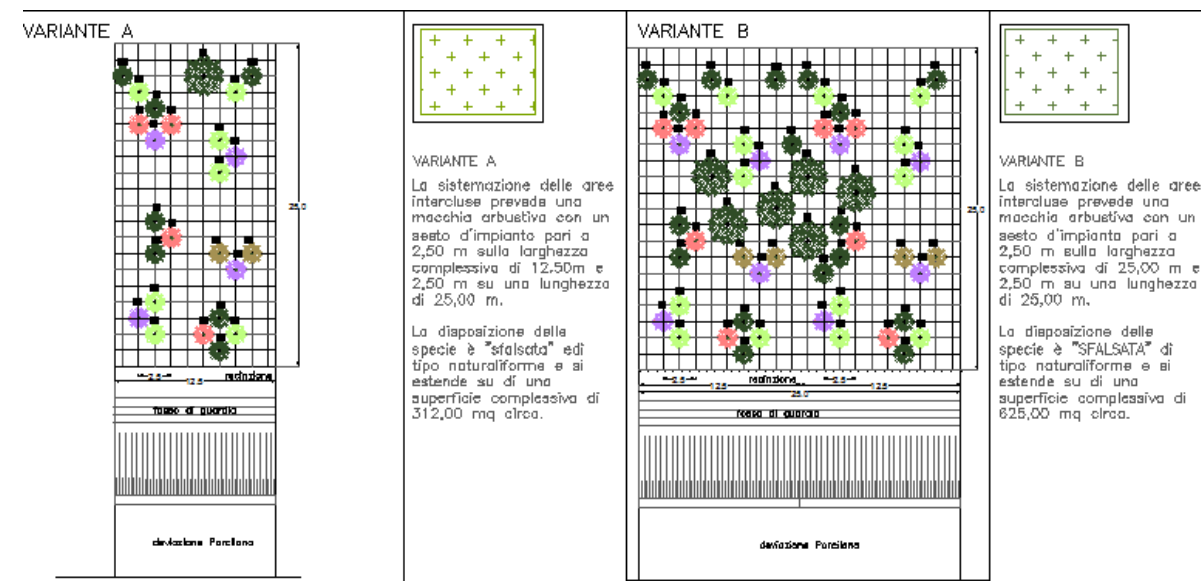 VARIANTE A
25,0
2,5
12,5
recinzione
fosso di guardia
deviazione Porcilana
VARIANTE A
La sistemazione delle aree
intercluse prevede una
macchia arbustiva con un
sesto d'impianto pari a
2,50 m sulla larghezza
complessiva di 12,50m e
2,50 m su una lunghezza
di 25,00 m.
La disposizione delle
specie è "sfalsata" edi
tipo naturaliforme e si
estende su di una
superficie complessiva di
312,00 mq circa.
VARIANTE B
25,0
2,5 recinzione 2,5
12,5 12,5
25,0
fosso di guardia
deviazione Porcilana
VARIANTE B
La sistemazione delle aree
intercluse prevede una
macchia arbustiva con un
sesto d'impianto pari a
2,50 m sulla larghezza
complessiva di 25,00 m e
2,50 m su una lunghezza
di 25,00 m.
La disposizione delle
specie è "SFALSATA" di
tipo naturaliforme e si
estende su di una
superficie complessiva di
625,00 mq circa.